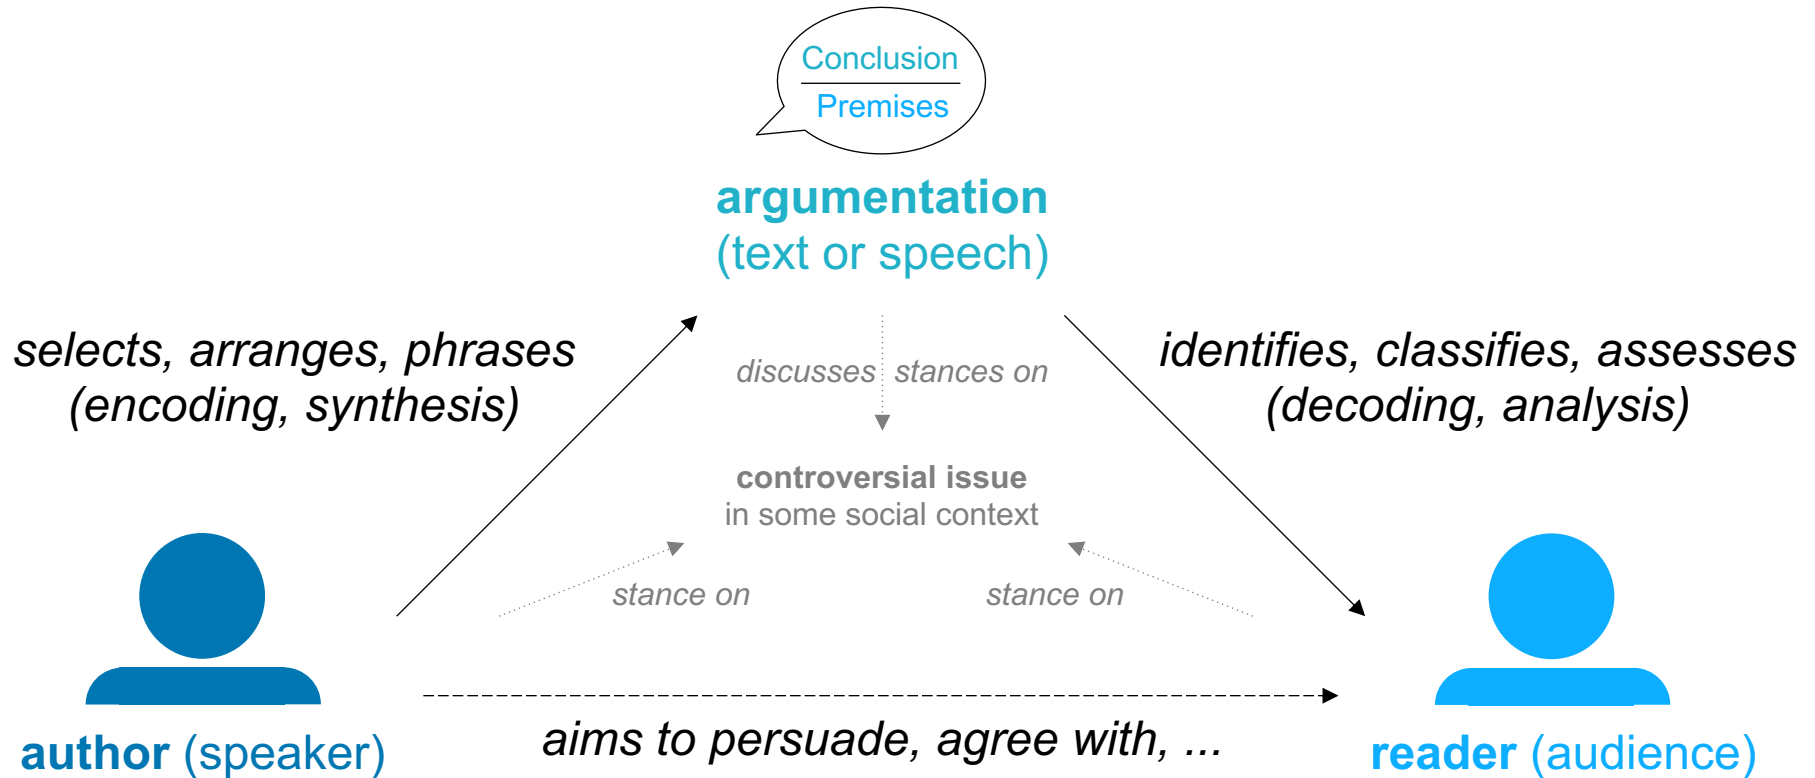 Conclusion
Premises
argumentation
(text or speech)
selects, arranges, phrases
(encoding, synthesis)
discusses stances on
identifies, classifies, assesses
(decoding, analysis)
controversial issue
in some social context
stance on
stance on
aims to persuade, agree with, ...
author (speaker)
reader (audience)